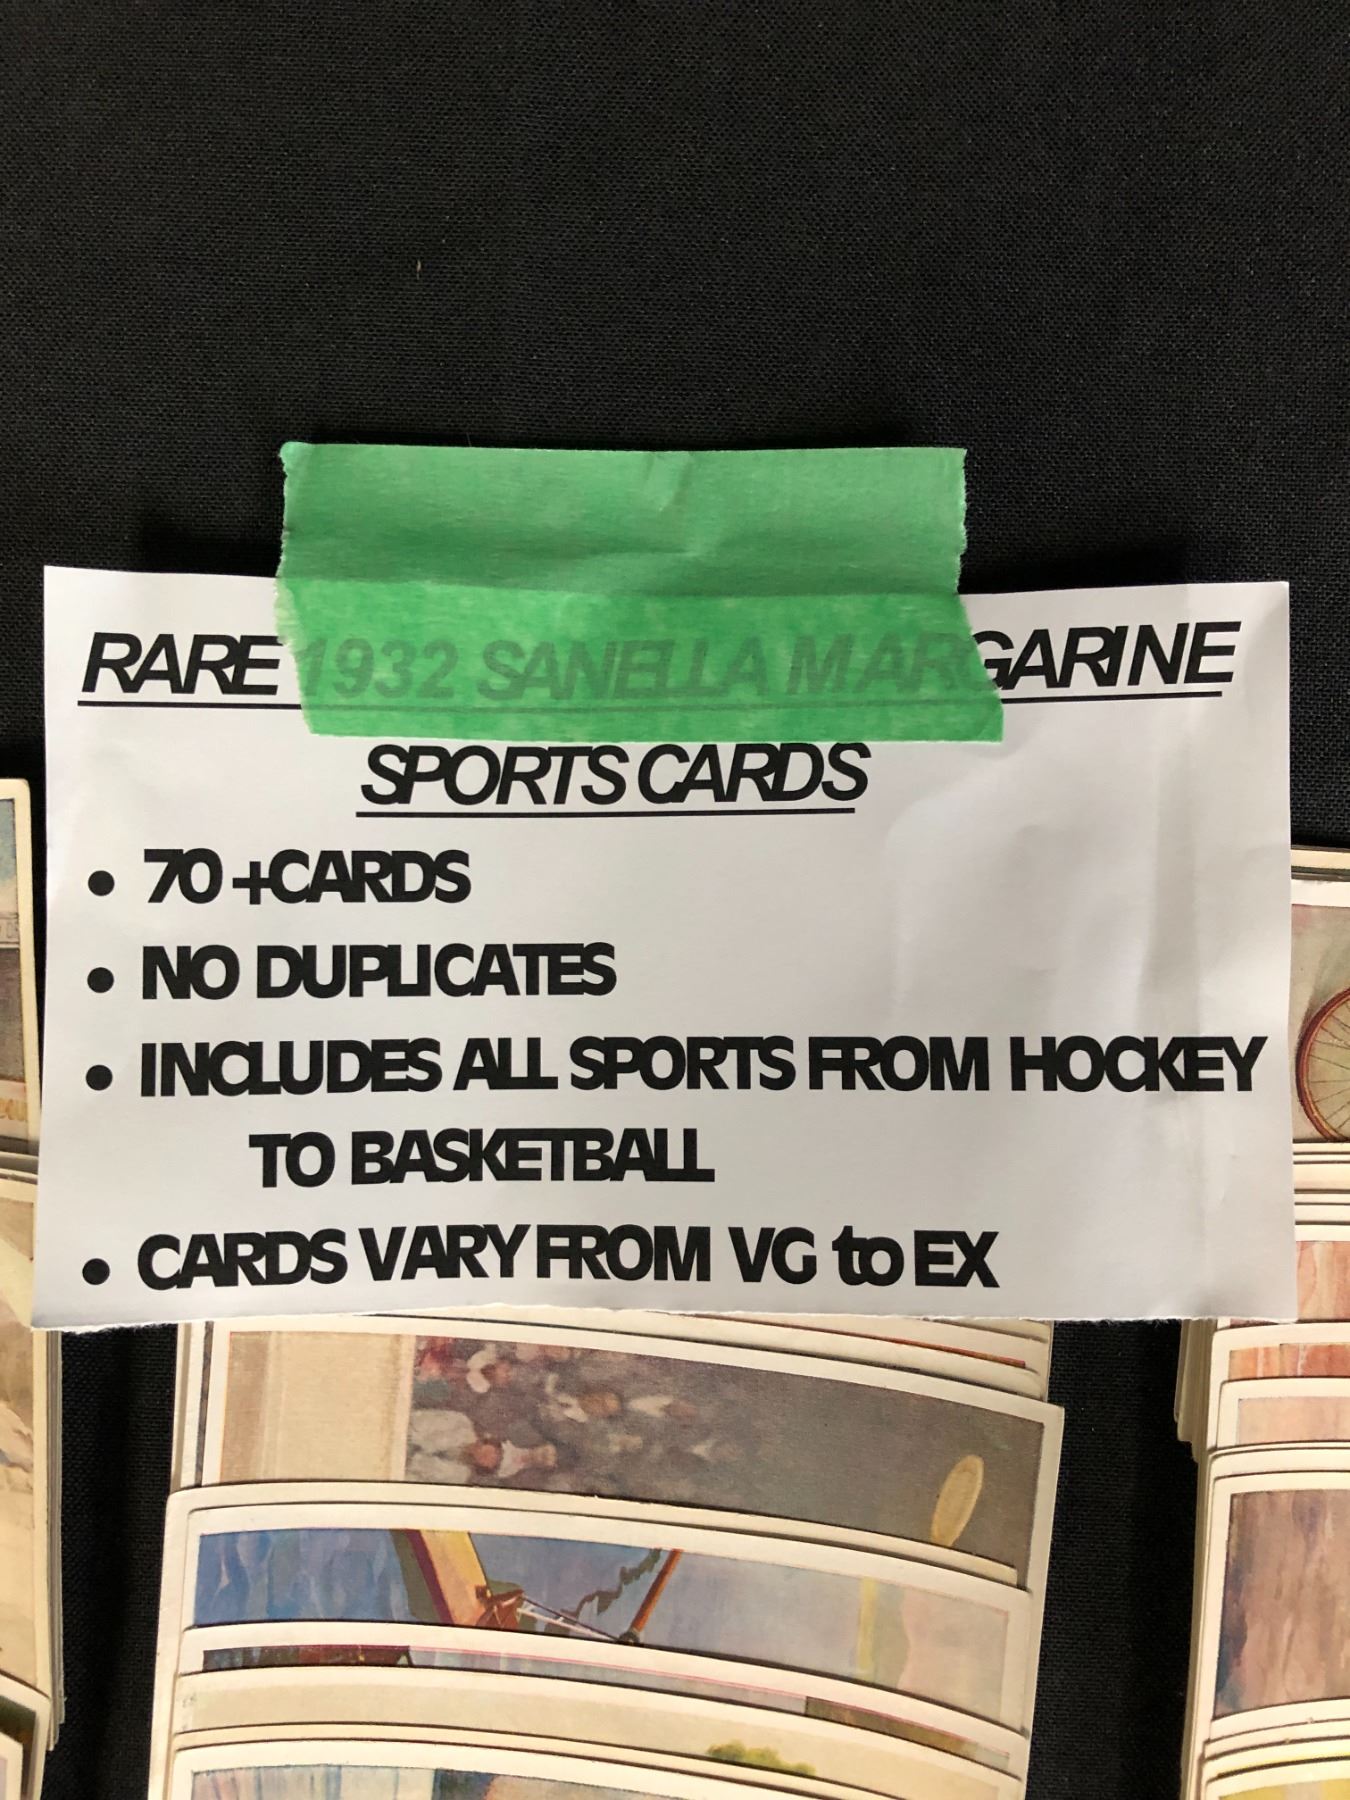 RARE 1932 SANELLA MARGARINE
SPORTS CARDS
• 70 +CARDS
• NO DUPLICATES
• INCLUDES ALL SPORTS FROM HOCKEY
TO BASKETBALL
• CARDS VARY FROM VG to EX